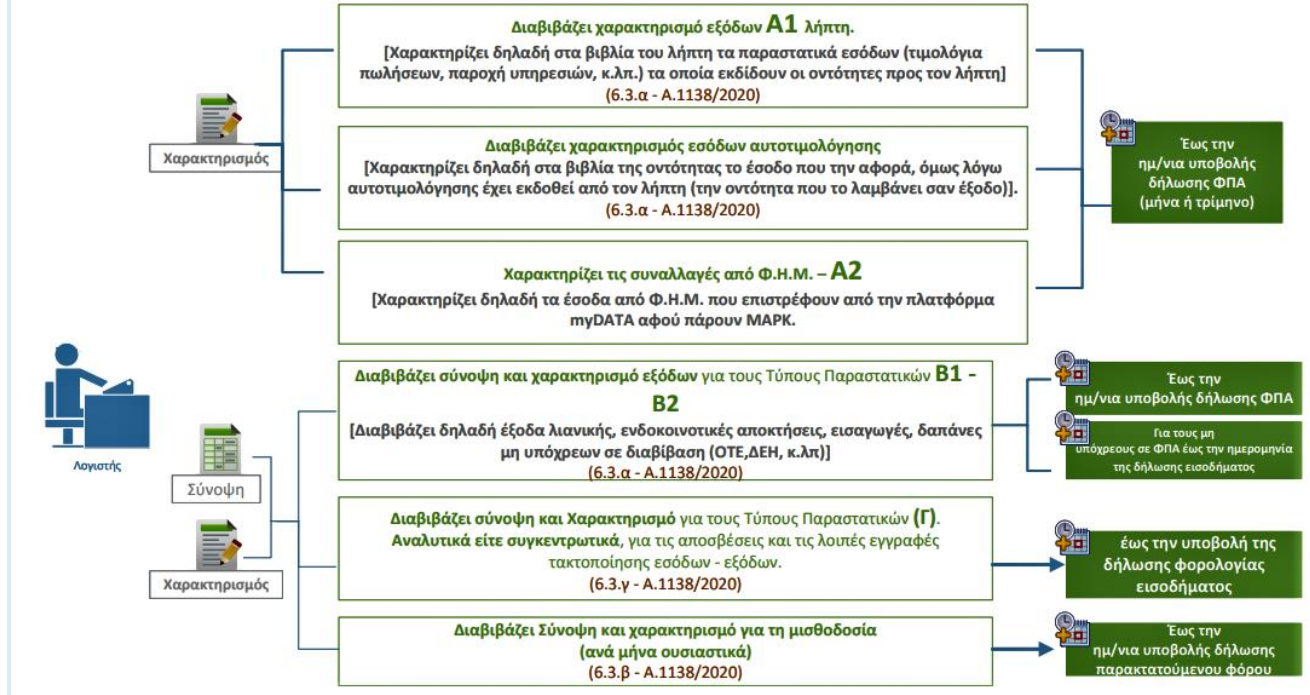 Διαβιβάζει χαρακτηρισμό εξόδων A1 λήπτη.
[Χαρακτηρίζει δηλαδή στα βιβλία του λήπτη τα παραστατικά εσόδων (τιμολόγια
πωλήσεων, παροχή υπηρεσιών, κ.λπ.) τα οποία εκδίδουν οι οντότητες προς τον λήπτη]
(6.3.α - Α.1138/2020)
Χαρακτηρισμός
Διαβιβάζει χαρακτηρισμός εσόδων αυτοτιμολόγησης
[Χαρακτηρίζει δηλαδή στα βιβλία της οντότητας το έσοδο που την αφορά, όμως λόγω
αυτοτιμολόγησης έχει εκδοθεί από τον λήπτη (την οντότητα που το λαμβάνει σαν έξοδο)].
(6.3.α - Α.1138/2020)
Έως την
ημ/νια υποβολής
δήλωσης ΦΠΑ
(μήνα ή τρίμηνο)
Χαρακτηρίζει τις συναλλαγές από Φ.Η.Μ. – A2
[Χαρακτηρίζει δηλαδή τα έσοδα από Φ.Η.Μ. που επιστρέφουν από την πλατφόρμα
myDATA αφού πάρουν ΜΑΡΚ.
Λογιστής
Σύνοψη
Χαρακτηρισμός
Διαβιβάζει σύνοψη και χαρακτηρισμό εξόδων για τους Τύπους Παραστατικών B1 -
B2
[Διαβιβάζει δηλαδή έξοδα λιανικής, ενδοκοινοτικές αποκτήσεις, εισαγωγές, δαπάνες
μη υπόχρεων σε διαβίβαση (ΟΤΕ,ΔΕΗ, κ.λπ)]
(6.3.α - Α.1138/2020)
Έως την
ημ/νια υποβολής δήλωσης ΦΠΑ
Για τους μη
υπόχρεους σε ΦΠΑ έως την ημερομηνία
της δήλωσης εισοδήματος
Διαβιβάζει σύνοψη και Χαρακτηρισμό για τους Τύπους Παραστατικών (Γ).
Αναλυτικά είτε συγκεντρωτικά, για τις αποσβέσεις και τις λοιπές εγγραφές
τακτοποίησης εσόδων - εξόδων.
(6.3.γ - Α.1138/2020)
έως την υποβολή της
δήλωσης φορολογίας
εισοδήματος
Διαβιβάζει Σύνοψη και χαρακτηρισμό για τη μισθοδοσία
(ανά μήνα ουσιαστικά)
(6.3.β - Α.1138/2020)
Έως την
ημ/νια υποβολής δήλωσης
παρακτατούμενου φόρου